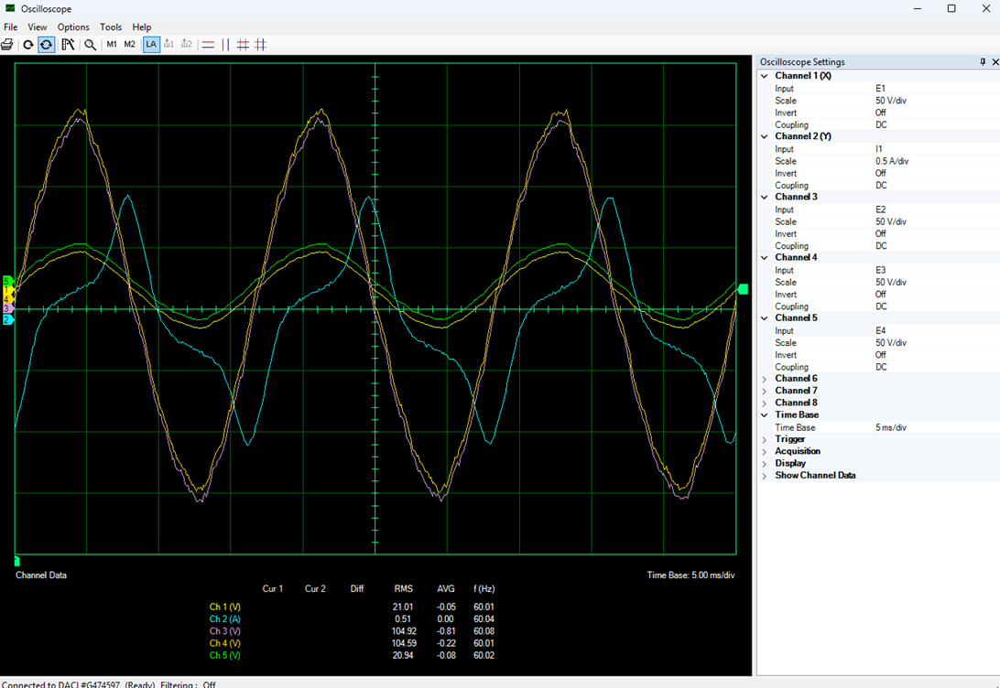 Oscilloscope
File View Options Tools Help
M1 M2 LA 1 2
5
4
3
2
Channel Data
Time Base: 5.00 ms/div
Cur 1 Cur 2 Diff RMS AVG f (Hz)
Ch 1 (V) 21.01 -0.05 60.01
Ch 2 (A) 0.51 0.00 60.04
Ch 3 (V) 104.92 -0.81 60.08
Ch 4 (V) 104.59 -0.22 60.01
Ch 5 (V) 20.94 -0.08 60.02
Oscilloscope Settings
Channel 1 (X)
Input E1
Scale 50 V/div
Invert Off
Coupling DC
Channel 2 (Y)
Input I1
Scale 0.5 A/div
Invert Off
Coupling DC
Channel 3
Input E2
Scale 50 V/div
Invert Off
Coupling DC
Channel 4
Input E3
Scale 50 V/div
Invert Off
Coupling DC
Channel 5
Input E4
Scale 50 V/div
Invert Off
Coupling DC
Channel 6
Channel 7
Channel 8
Time Base
Time Base 5 ms/div
Trigger
Acquisition
Display
Show Channel Data
Connected to DACI #G474597 (Ready) Filtering : Off